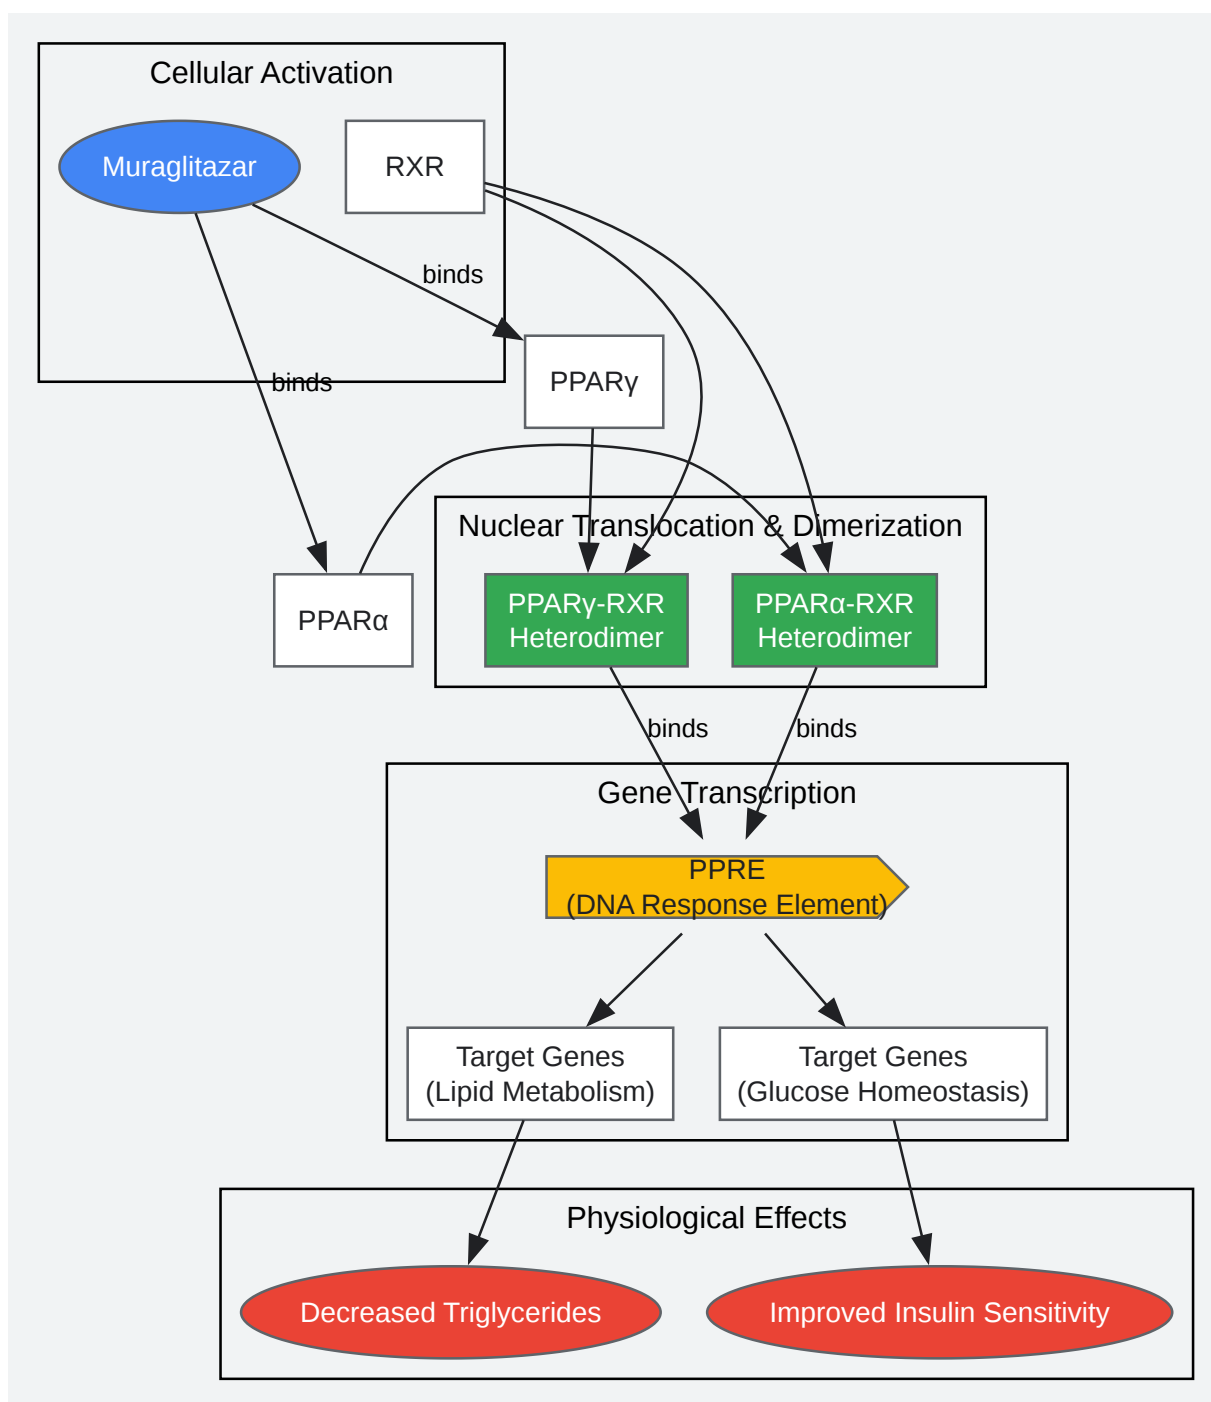 Cellular Activation
Muraglitazar
RXR
binds
binds
PPARγ
Nuclear Translocation & Dimerization
PPARα
PPARγ-RXR
Heterodimer
PPARα-RXR
Heterodimer
binds
binds
Gene Transcription
PPRE
(DNA Response Element)
Target Genes
(Lipid Metabolism)
Target Genes
(Glucose Homeostasis)
Physiological Effects
Decreased Triglycerides
Improved Insulin Sensitivity